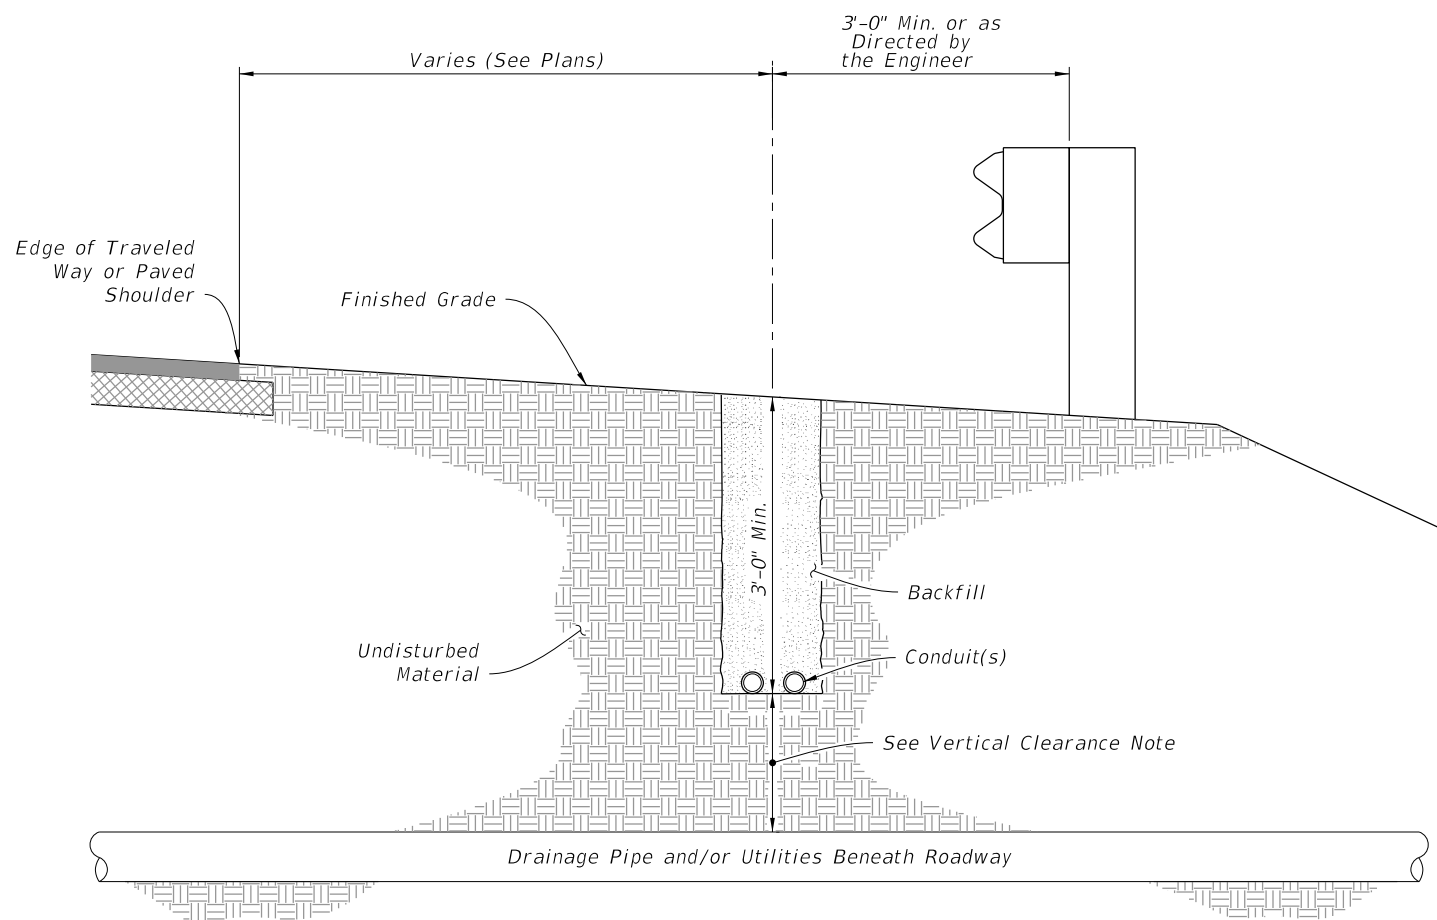 3'-0" Min. or as
Directed by
the Engineer
Varies (See Plans)
Edge of Traveled
Way or Paved
Shoulder
Finished Grade
3'-0" Min.
Backfill
Undisturbed
Material
Conduit(s)
See Vertical Clearance Note
Drainage Pipe and/or Utilities Beneath Roadway